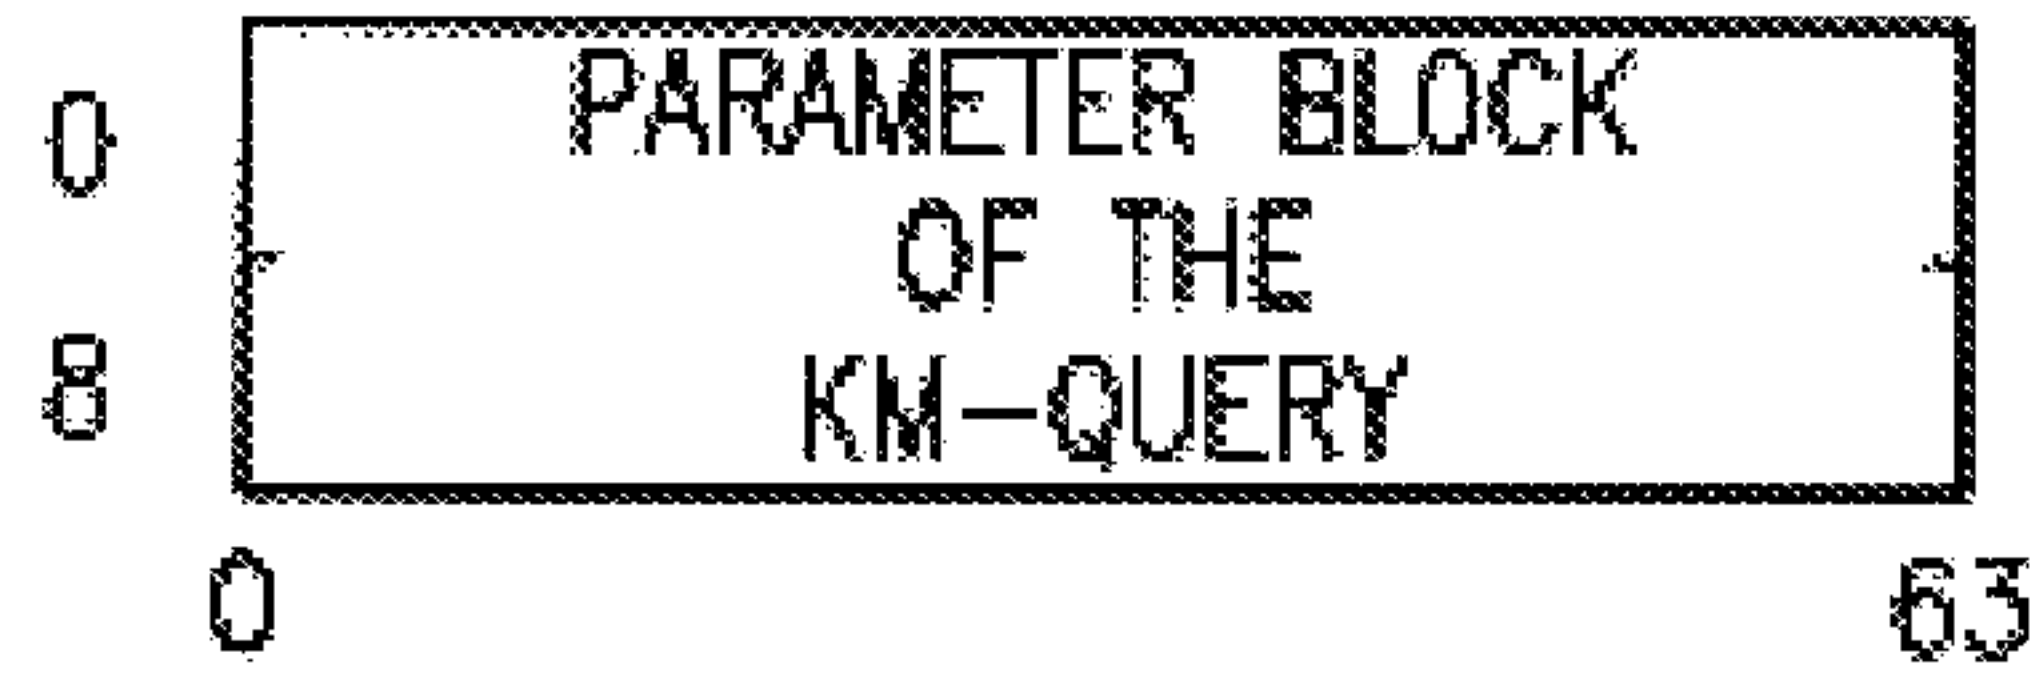 0 PARAMETER BLOCK
OF THE
8 KM-QUERY
0 63